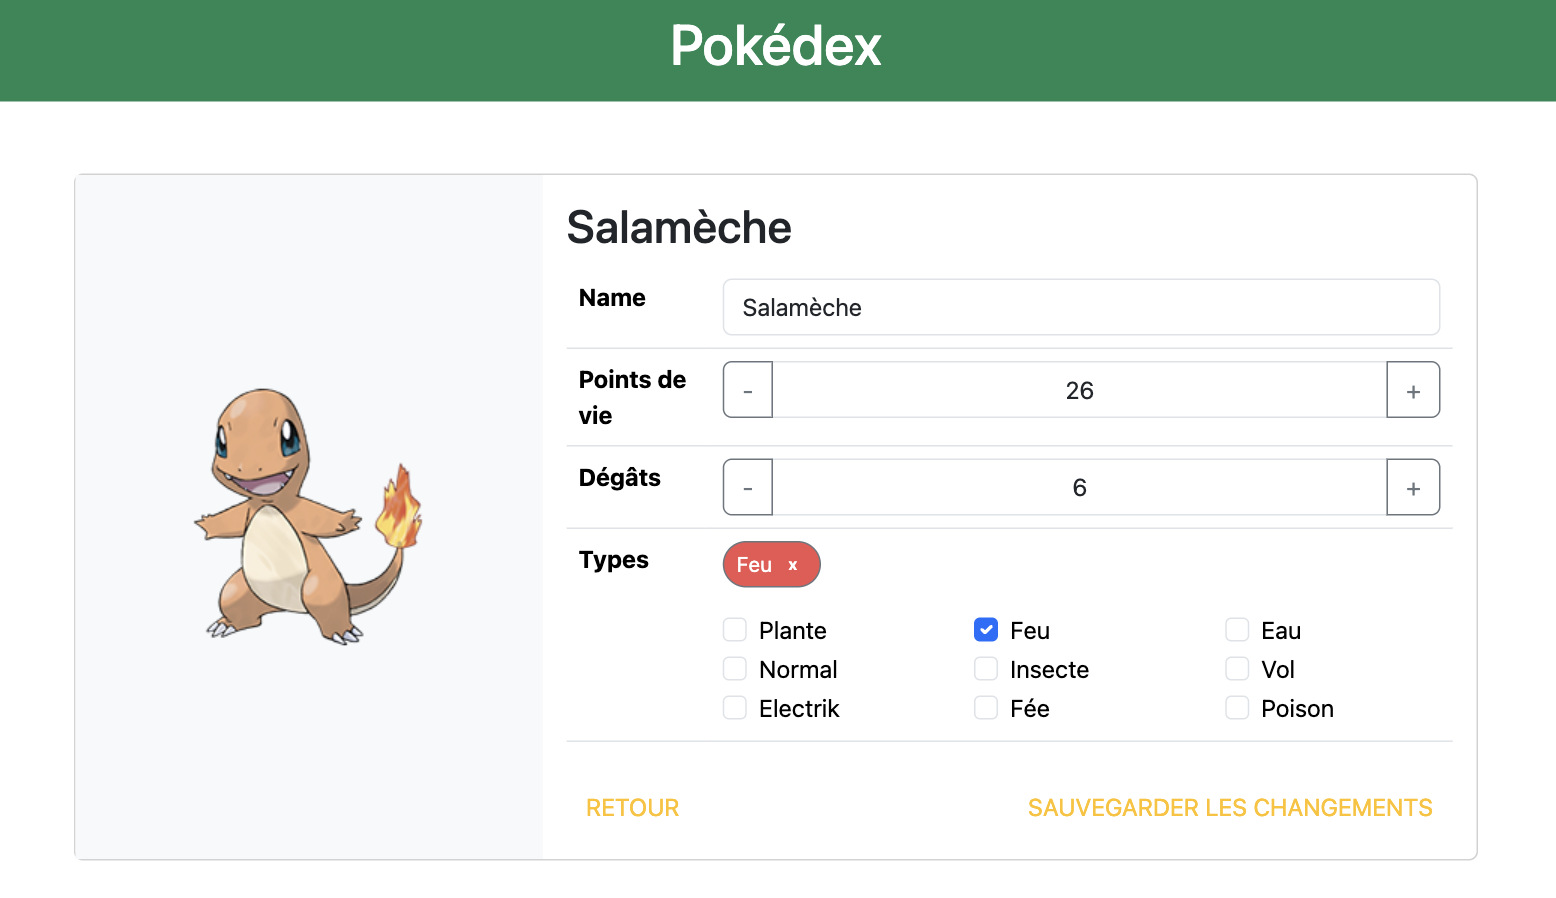 Pokédex
Salamèche
Name
Salamèche
Points de
vie
- 26 +
Dégâts
- 6 +
Types
Feu x
Plante Feu Eau
Normal Insecte Vol
Electrik Fée Poison
RETOUR SAUVEGARDER LES CHANGEMENTS